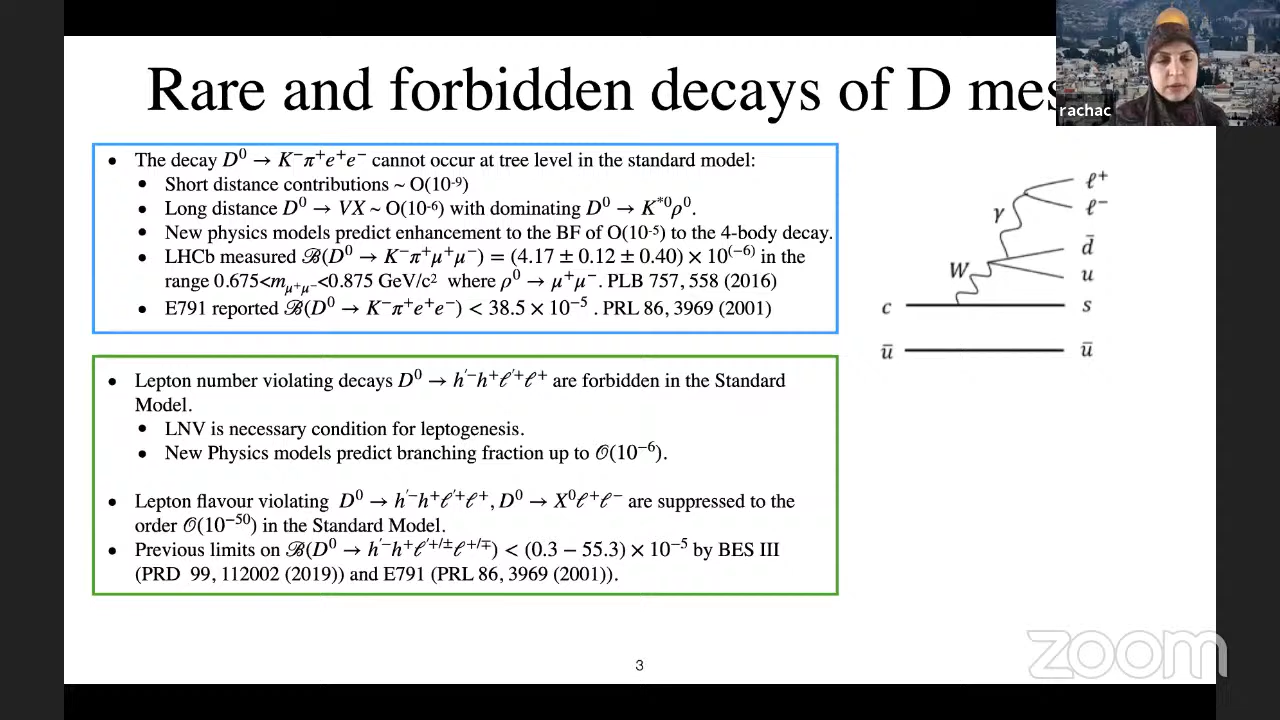 Rare and forbidden decays of D mes
rachac
• The decay D⁰ → K⁻π⁺e⁺e⁻ cannot occur at tree level in the standard model:
• Short distance contributions ~ O(10⁻⁹)
• Long distance D⁰ → VX ~ O(10⁻⁶) with dominating D⁰ → K*⁰ρ⁰.
• New physics models predict enhancement to the BF of O(10⁻⁵) to the 4-body decay.
• LHCb measured ℬ(D⁰ → K⁻π⁺μ⁺μ⁻) = (4.17 ± 0.12 ± 0.40) × 10⁽⁻⁶⁾ in the
range 0.675<m_μ⁺μ⁻<0.875 GeV/c² where ρ⁰ → μ⁺μ⁻. PLB 757, 558 (2016)
• E791 reported ℬ(D⁰ → K⁻π⁺e⁺e⁻) < 38.5 × 10⁻⁵ . PRL 86, 3969 (2001)
ℓ⁺
ℓ⁻
γ
d̄
W
u
c
s
ū
ū
• Lepton number violating decays D⁰ → h′⁻h⁺ℓ′⁺ℓ⁺ are forbidden in the Standard
Model.
• LNV is necessary condition for leptogenesis.
• New Physics models predict branching fraction up to 𝒪(10⁻⁶).
• Lepton flavour violating D⁰ → h′⁻h⁺ℓ′⁺ℓ⁺, D⁰ → X⁰ℓ⁺ℓ⁻ are suppressed to the
order 𝒪(10⁻⁵⁰) in the Standard Model.
• Previous limits on ℬ(D⁰ → h′⁻h⁺ℓ′⁺/±ℓ⁺/∓) < (0.3 − 55.3) × 10⁻⁵ by BES III
(PRD 99, 112002 (2019)) and E791 (PRL 86, 3969 (2001)).
3
zoom